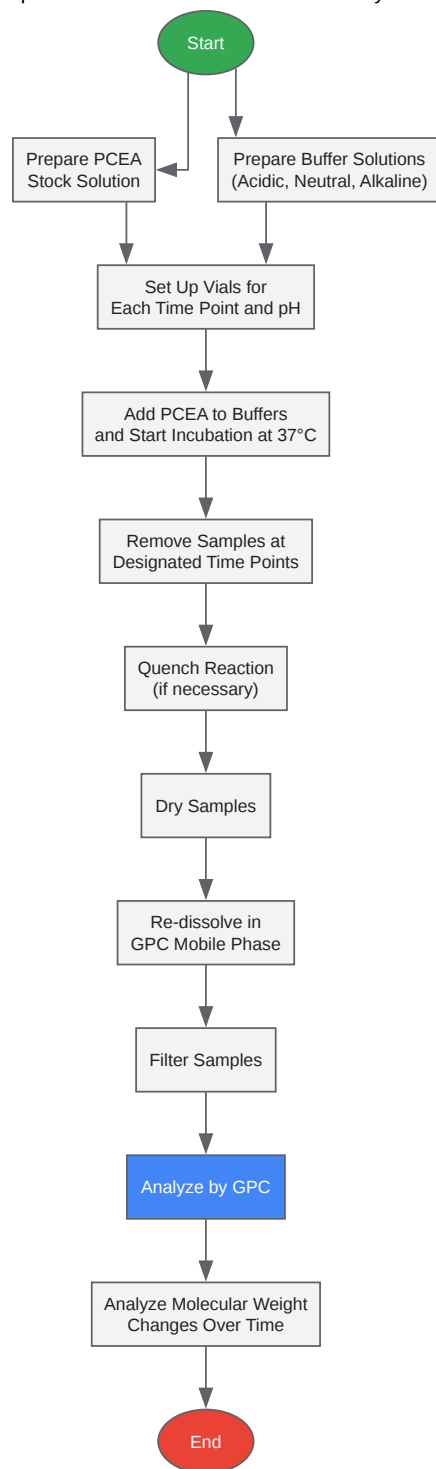 Start
Prepare PCEA
Stock Solution
Prepare Buffer Solutions
(Acidic, Neutral, Alkaline)
Set Up Vials for
Each Time Point and pH
Add PCEA to Buffers
and Start Incubation at 37°C
Remove Samples at
Designated Time Points
Quench Reaction
(if necessary)
Dry Samples
Re-dissolve in
GPC Mobile Phase
Filter Samples
Analyze by GPC
Analyze Molecular Weight
Changes Over Time
End